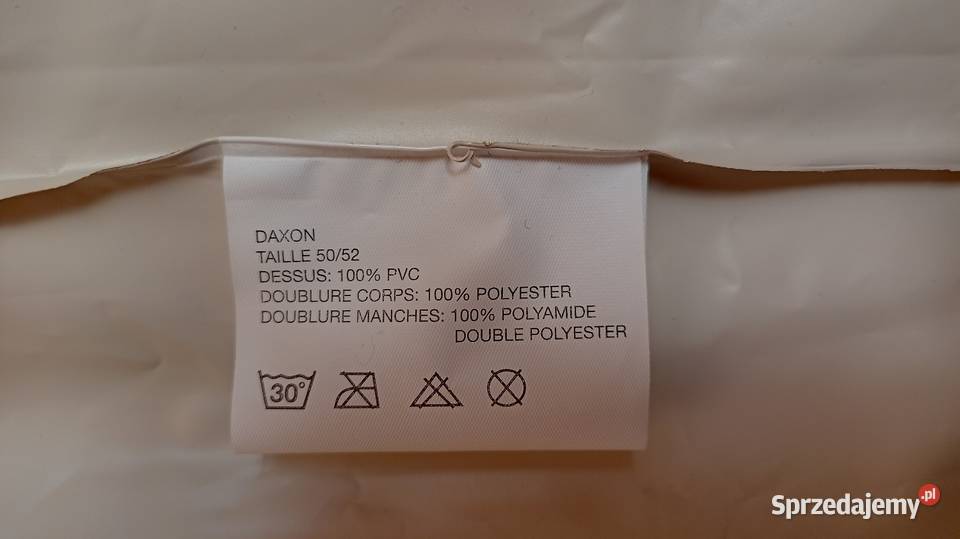 DAXON
TAILLE 50/52
DESSUS: 100% PVC
DOUBLURE CORPS: 100% POLYESTER
DOUBLURE MANCHES: 100% POLYAMIDE
DOUBLE POLYESTER
30°
Sprzedajemy.pl